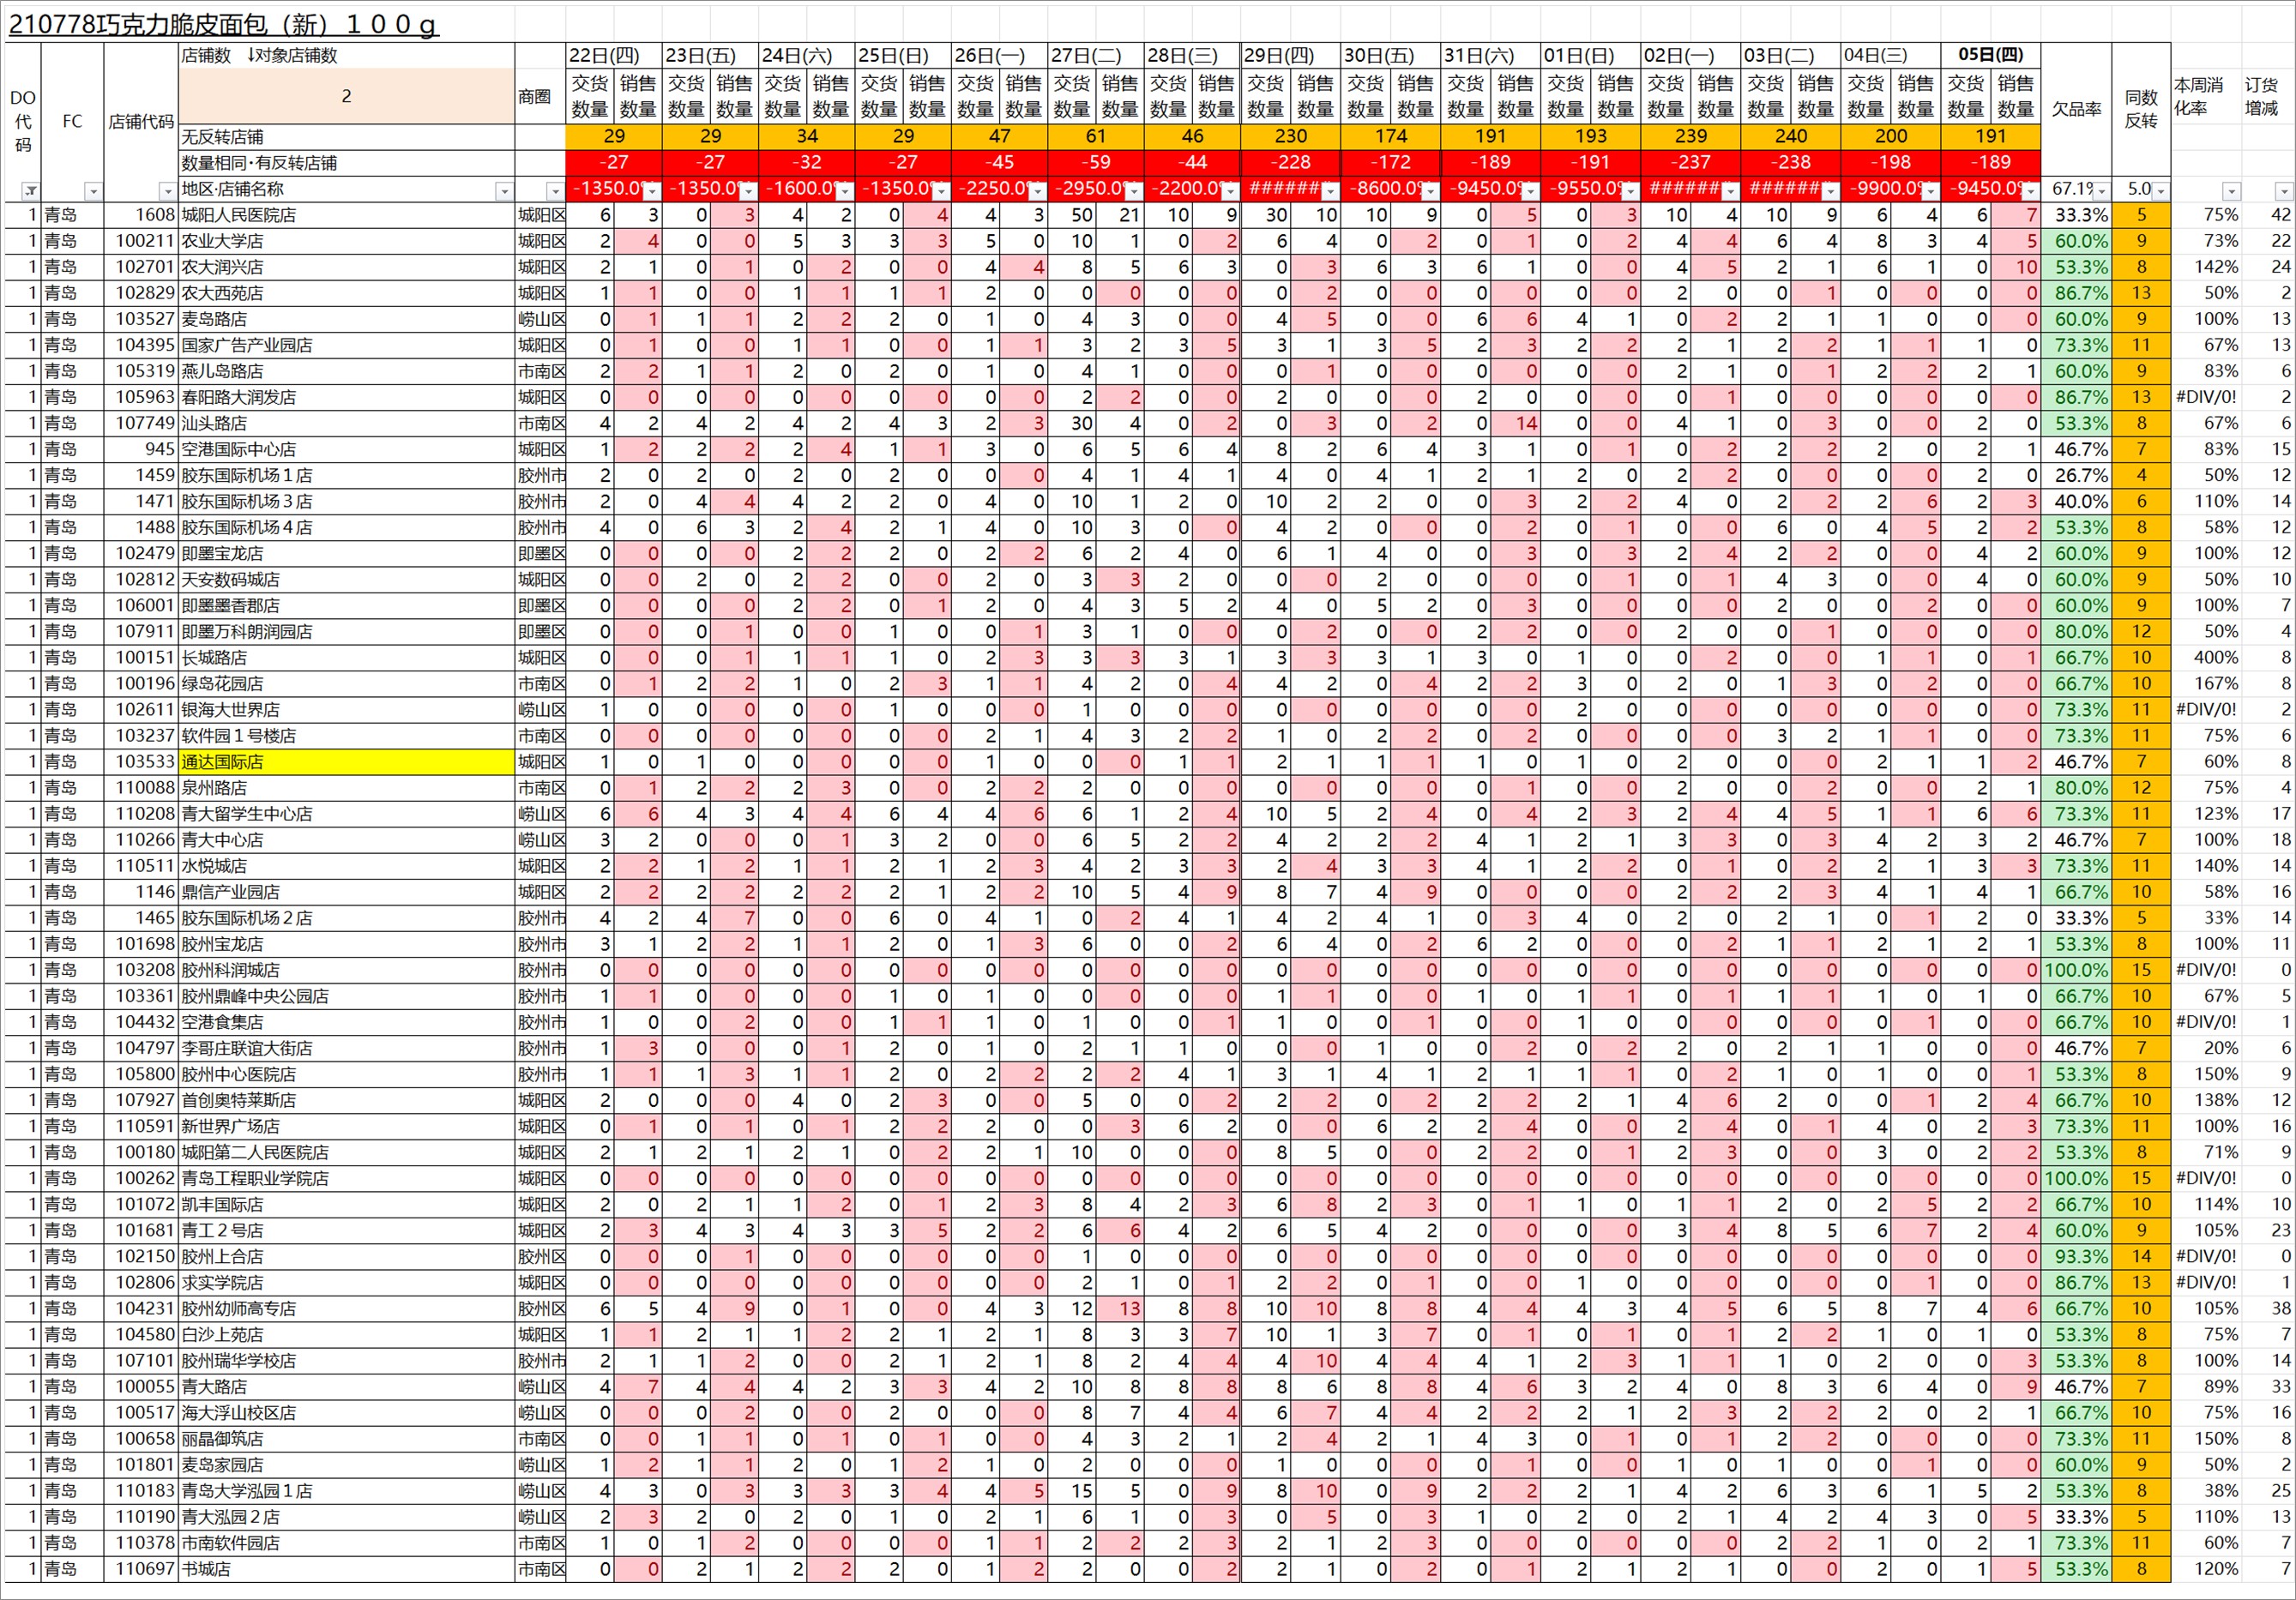 210778巧克力脆皮面包（新）１００ｇ
DO代码 FC 店铺代码 店铺数 ↓对象店铺数 商圈 22日(四) 23日(五) 24日(六) 25日(日) 26日(一) 27日(二) 28日(三) 29日(四) 30日(五) 31日(六) 01日(日) 02日(一) 03日(二) 04日(三) 05日(四) 欠品率 同数反转 本周消化率 订货增减
2 交货数量 销售数量 交货数量 销售数量 交货数量 销售数量 交货数量 销售数量 交货数量 销售数量 交货数量 销售数量 交货数量 销售数量 交货数量 销售数量 交货数量 销售数量 交货数量 销售数量 交货数量 销售数量 交货数量 销售数量 交货数量 销售数量 交货数量 销售数量 交货数量 销售数量
无反转店铺 29 29 34 29 47 61 46 230 174 191 193 239 240 200 191
数量相同·有反转店铺 -27 -27 -32 -27 -45 -59 -44 -228 -172 -189 -191 -237 -238 -198 -189
地区·店铺名称 -1350.0% -1350.0% -1600.0% -1350.0% -2250.0% -2950.0% -2200.0% ###### -8600.0% -9450.0% -9550.0% ###### ###### -9900.0% -9450.0% 67.1% 5.0
1 青岛 1608 城阳人民医院店 城阳区 6 3 0 3 4 2 0 4 4 3 50 21 10 9 30 10 10 9 0 5 0 3 10 4 10 9 6 4 6 7 33.3% 5 75% 42
1 青岛 100211 农业大学店 城阳区 2 4 0 0 5 3 3 3 5 0 10 1 0 2 6 4 0 2 0 1 0 2 4 4 6 4 8 3 4 5 60.0% 9 73% 22
1 青岛 102701 农大润兴店 城阳区 2 1 0 1 0 2 0 0 4 4 8 5 6 3 0 3 6 3 6 1 0 0 4 5 2 1 6 1 0 10 53.3% 8 142% 24
1 青岛 102829 农大西苑店 城阳区 1 1 0 0 1 1 1 1 2 0 0 0 0 0 0 2 0 0 0 0 0 0 2 0 0 1 0 0 0 0 86.7% 13 50% 2
1 青岛 103527 麦岛路店 崂山区 0 1 1 1 2 2 2 0 1 0 4 3 0 0 4 5 0 0 6 6 4 1 0 2 2 1 1 0 0 0 60.0% 9 100% 13
1 青岛 104395 国家广告产业园店 城阳区 0 1 0 0 1 1 0 0 1 1 3 2 3 5 3 1 3 5 2 3 2 2 2 1 2 2 1 1 1 0 73.3% 11 67% 13
1 青岛 105319 燕儿岛路店 市南区 2 2 1 1 2 0 2 0 1 0 4 1 0 0 0 1 0 0 0 0 0 0 2 1 0 1 2 2 2 1 60.0% 9 83% 6
1 青岛 105963 春阳路大润发店 城阳区 0 0 0 0 0 0 0 0 0 0 2 2 0 0 2 0 0 0 2 0 0 0 0 1 0 0 0 0 0 0 86.7% 13 #DIV/0! 2
1 青岛 107749 汕头路店 市南区 4 2 4 2 4 2 4 3 2 3 30 4 0 2 0 3 0 2 0 14 0 0 4 1 0 3 0 0 2 0 53.3% 8 67% 6
1 青岛 945 空港国际中心店 城阳区 1 2 2 2 2 4 1 1 3 0 6 5 6 4 8 2 6 4 3 1 0 1 0 2 2 2 2 0 2 1 46.7% 7 83% 15
1 青岛 1459 胶东国际机场１店 胶州市 2 0 2 0 2 0 2 0 0 0 4 1 4 1 4 0 4 1 2 1 2 0 2 2 0 0 0 0 2 0 26.7% 4 50% 12
1 青岛 1471 胶东国际机场３店 胶州市 2 0 4 4 4 2 2 0 4 0 10 1 2 0 10 2 2 0 0 3 2 2 4 0 2 2 2 6 2 3 40.0% 6 110% 14
1 青岛 1488 胶东国际机场４店 胶州市 4 0 6 3 2 4 2 1 4 0 10 3 0 0 4 2 0 0 0 2 0 1 0 0 6 0 4 5 2 2 53.3% 8 58% 12
1 青岛 102479 即墨宝龙店 即墨区 0 0 0 0 2 2 2 0 2 2 6 2 4 0 6 1 4 0 0 3 0 3 2 4 2 2 0 0 4 2 60.0% 9 100% 12
1 青岛 102812 天安数码城店 城阳区 0 0 2 0 2 2 0 0 2 0 3 3 2 0 0 0 2 0 0 0 0 1 0 1 4 3 0 0 4 0 60.0% 9 50% 10
1 青岛 106001 即墨墨香郡店 即墨区 0 0 0 0 2 2 0 1 2 0 4 3 5 2 4 0 5 2 0 3 0 0 0 0 2 0 0 2 0 0 60.0% 9 100% 7
1 青岛 107911 即墨万科朗润园店 即墨区 0 0 0 1 0 0 1 0 0 1 3 1 0 0 0 2 0 0 2 2 0 0 2 0 0 1 0 0 0 0 80.0% 12 50% 4
1 青岛 100151 长城路店 城阳区 0 0 0 1 1 1 1 0 2 3 3 3 3 1 3 3 3 1 3 0 1 0 0 2 0 0 1 1 0 1 66.7% 10 400% 8
1 青岛 100196 绿岛花园店 市南区 0 1 2 2 1 0 2 3 1 1 4 2 0 4 4 2 0 4 2 2 3 0 2 0 1 3 0 2 0 0 66.7% 10 167% 8
1 青岛 102611 银海大世界店 崂山区 1 0 0 0 0 0 1 0 0 0 1 0 0 0 0 0 0 0 0 0 2 0 0 0 0 0 0 0 0 0 73.3% 11 #DIV/0! 2
1 青岛 103237 软件园１号楼店 市南区 0 0 0 0 0 0 0 0 2 1 4 3 2 2 1 0 2 2 0 2 0 0 0 0 3 2 1 1 0 0 73.3% 11 75% 6
1 青岛 103533 通达国际店 城阳区 1 0 1 0 0 0 0 0 1 0 0 0 1 1 2 1 1 1 1 0 1 0 2 0 0 0 2 1 1 2 46.7% 7 60% 8
1 青岛 110088 泉州路店 市南区 0 1 2 2 2 3 0 0 2 2 2 0 0 0 0 0 0 0 0 1 0 0 2 0 0 2 0 0 2 1 80.0% 12 75% 4
1 青岛 110208 青大留学生中心店 崂山区 6 6 4 3 4 4 6 4 4 6 6 1 2 4 10 5 2 4 0 4 2 3 2 4 4 5 1 1 6 6 73.3% 11 123% 17
1 青岛 110266 青大中心店 崂山区 3 2 0 0 0 1 3 2 0 0 6 5 2 2 4 2 2 2 4 1 2 1 3 3 0 3 4 2 3 2 46.7% 7 100% 18
1 青岛 110511 水悦城店 城阳区 2 2 1 2 1 1 2 1 2 3 4 2 3 3 2 4 3 3 4 1 2 2 0 1 0 2 2 1 3 3 73.3% 11 140% 14
1 青岛 1146 鼎信产业园店 城阳区 2 2 2 2 2 2 2 1 2 2 10 5 4 9 8 7 4 9 0 0 0 0 2 2 2 3 4 1 4 1 66.7% 10 58% 16
1 青岛 1465 胶东国际机场２店 胶州市 4 2 4 7 0 0 6 0 4 1 0 2 4 1 4 2 4 1 0 3 4 0 2 0 2 1 0 1 2 0 33.3% 5 33% 14
1 青岛 101698 胶州宝龙店 胶州市 3 1 2 2 1 1 2 0 1 3 6 0 0 2 6 4 0 2 6 2 0 0 0 2 1 1 2 1 2 1 53.3% 8 100% 11
1 青岛 103208 胶州科润城店 胶州市 0 0 0 0 0 0 0 0 0 0 0 0 0 0 0 0 0 0 0 0 0 0 0 0 0 0 0 0 0 0 100.0% 15 #DIV/0! 0
1 青岛 103361 胶州鼎峰中央公园店 胶州市 1 1 0 0 0 0 1 0 1 0 0 0 0 0 1 1 0 0 1 0 1 1 0 1 1 1 1 0 1 0 66.7% 10 67% 5
1 青岛 104432 空港食集店 胶州市 1 0 0 2 0 0 1 1 1 0 1 0 0 1 1 0 0 1 0 0 1 0 0 0 0 0 0 1 0 0 66.7% 10 #DIV/0! 1
1 青岛 104797 李哥庄联谊大街店 胶州市 1 3 0 0 0 1 2 0 1 0 2 1 1 0 0 0 1 0 0 2 0 2 2 0 2 1 1 0 0 0 46.7% 7 20% 6
1 青岛 105800 胶州中心医院店 胶州市 1 1 1 3 1 1 2 0 2 2 2 2 4 1 3 1 4 1 2 1 1 1 0 2 1 0 1 0 0 1 53.3% 8 150% 9
1 青岛 107927 首创奥特莱斯店 城阳区 2 0 0 0 4 0 2 3 0 0 5 0 0 2 2 2 0 2 2 2 2 1 4 6 2 0 0 1 2 4 66.7% 10 138% 12
1 青岛 110591 新世界广场店 城阳区 0 1 0 1 0 1 2 2 2 0 0 3 6 2 0 0 6 2 2 4 0 0 2 4 0 1 4 0 2 3 73.3% 11 100% 16
1 青岛 100180 城阳第二人民医院店 城阳区 2 1 2 1 2 1 0 2 2 1 10 0 0 0 8 5 0 0 2 2 0 1 2 3 0 0 3 0 2 2 53.3% 8 71% 9
1 青岛 100262 青岛工程职业学院店 城阳区 0 0 0 0 0 0 0 0 0 0 0 0 0 0 0 0 0 0 0 0 0 0 0 0 0 0 0 0 0 0 100.0% 15 #DIV/0! 0
1 青岛 101072 凯丰国际店 城阳区 2 0 2 1 1 2 0 1 2 3 8 4 2 3 6 8 2 3 0 1 1 0 1 1 2 0 2 5 2 2 66.7% 10 114% 10
1 青岛 101681 青工２号店 城阳区 2 3 4 3 4 3 3 5 2 2 6 6 4 2 6 5 4 2 0 0 0 0 3 4 8 5 6 7 2 4 60.0% 9 105% 23
1 青岛 102150 胶州上合店 胶州区 0 0 0 1 0 0 0 0 0 0 1 0 0 0 0 0 0 0 0 0 0 0 0 0 0 0 0 0 0 0 93.3% 14 #DIV/0! 0
1 青岛 102806 求实学院店 城阳区 0 0 0 0 0 0 0 0 0 0 2 1 0 1 2 2 0 1 0 0 1 0 0 0 0 0 0 1 0 0 86.7% 13 #DIV/0! 1
1 青岛 104231 胶州幼师高专店 胶州区 6 5 4 9 0 1 0 0 4 3 12 13 8 8 10 10 8 8 4 4 4 3 4 5 6 5 8 7 4 6 66.7% 10 105% 38
1 青岛 104580 白沙上苑店 城阳区 1 1 2 1 1 2 2 1 2 1 8 3 3 7 10 1 3 7 0 1 0 1 0 1 2 2 1 0 1 0 53.3% 8 75% 7
1 青岛 107101 胶州瑞华学校店 胶州市 2 1 1 2 0 0 2 1 2 1 8 2 4 4 4 10 4 4 4 1 2 3 1 1 1 0 2 0 0 3 53.3% 8 100% 14
1 青岛 100055 青大路店 崂山区 4 7 4 4 4 2 3 3 4 2 10 8 8 8 8 6 8 8 4 6 3 2 4 0 8 3 6 4 0 9 46.7% 7 89% 33
1 青岛 100517 海大浮山校区店 崂山区 0 0 0 2 0 0 2 0 0 0 8 7 4 4 6 7 4 4 2 2 2 1 2 3 2 2 2 0 2 1 66.7% 10 75% 16
1 青岛 100658 丽晶御筑店 市南区 0 0 1 1 0 1 0 1 0 0 4 3 2 1 2 4 2 1 4 3 0 1 0 1 2 2 0 0 0 0 73.3% 11 150% 8
1 青岛 101801 麦岛家园店 崂山区 1 2 1 1 2 0 1 2 1 0 2 0 0 0 1 0 0 0 0 1 0 0 1 0 1 0 0 1 0 0 60.0% 9 50% 2
1 青岛 110183 青岛大学泓园１店 崂山区 4 3 0 3 3 3 3 4 4 5 15 5 0 9 8 10 0 9 2 2 2 1 4 2 6 3 6 1 5 2 53.3% 8 38% 25
1 青岛 110190 青大泓园２店 崂山区 2 3 2 0 2 0 1 0 2 1 6 1 0 3 0 5 0 3 1 0 2 0 2 1 4 2 4 3 0 5 33.3% 5 110% 13
1 青岛 110378 市南软件园店 市南区 1 0 1 2 0 0 0 0 1 1 2 2 2 3 2 1 2 3 0 0 0 0 0 0 2 2 1 0 2 1 73.3% 11 60% 7
1 青岛 110697 书城店 市南区 0 0 2 1 2 2 2 0 1 2 2 0 0 2 2 1 0 2 0 1 2 1 2 1 0 0 2 0 1 5 53.3% 8 120% 7